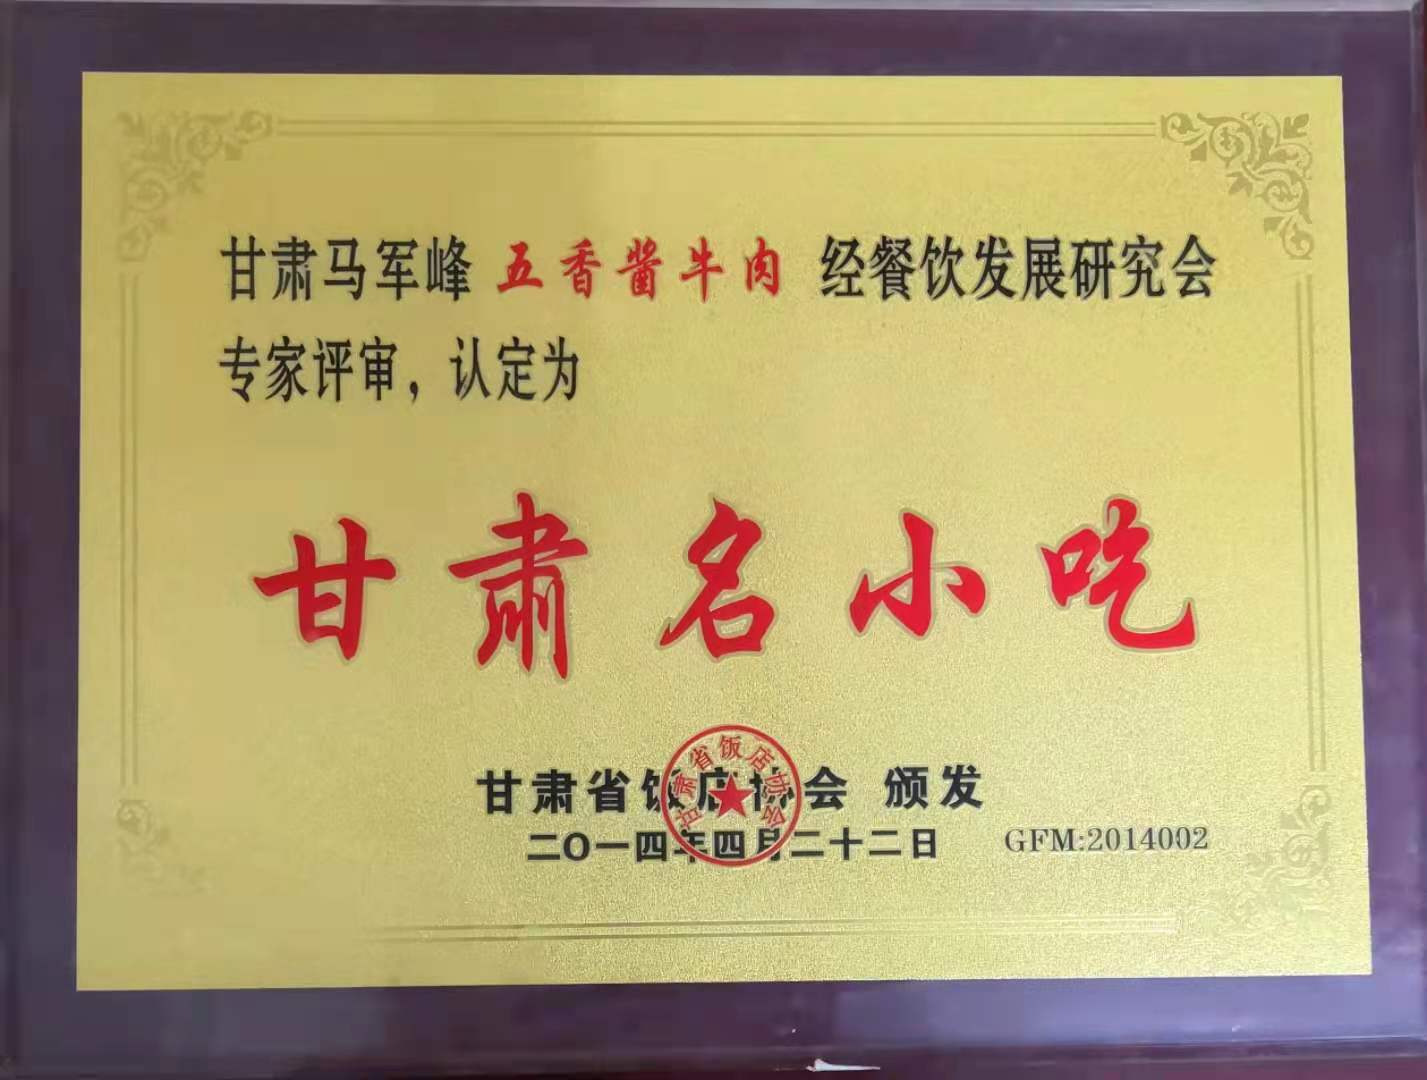 甘肃马军峰 五香酱牛肉 经餐饮发展研究会
专家评审，认定为
甘肃名小吃
甘肃省饭店协会 颁发
甘肃省饭店协会
二〇一四年四月二十二日
GFM:2014002